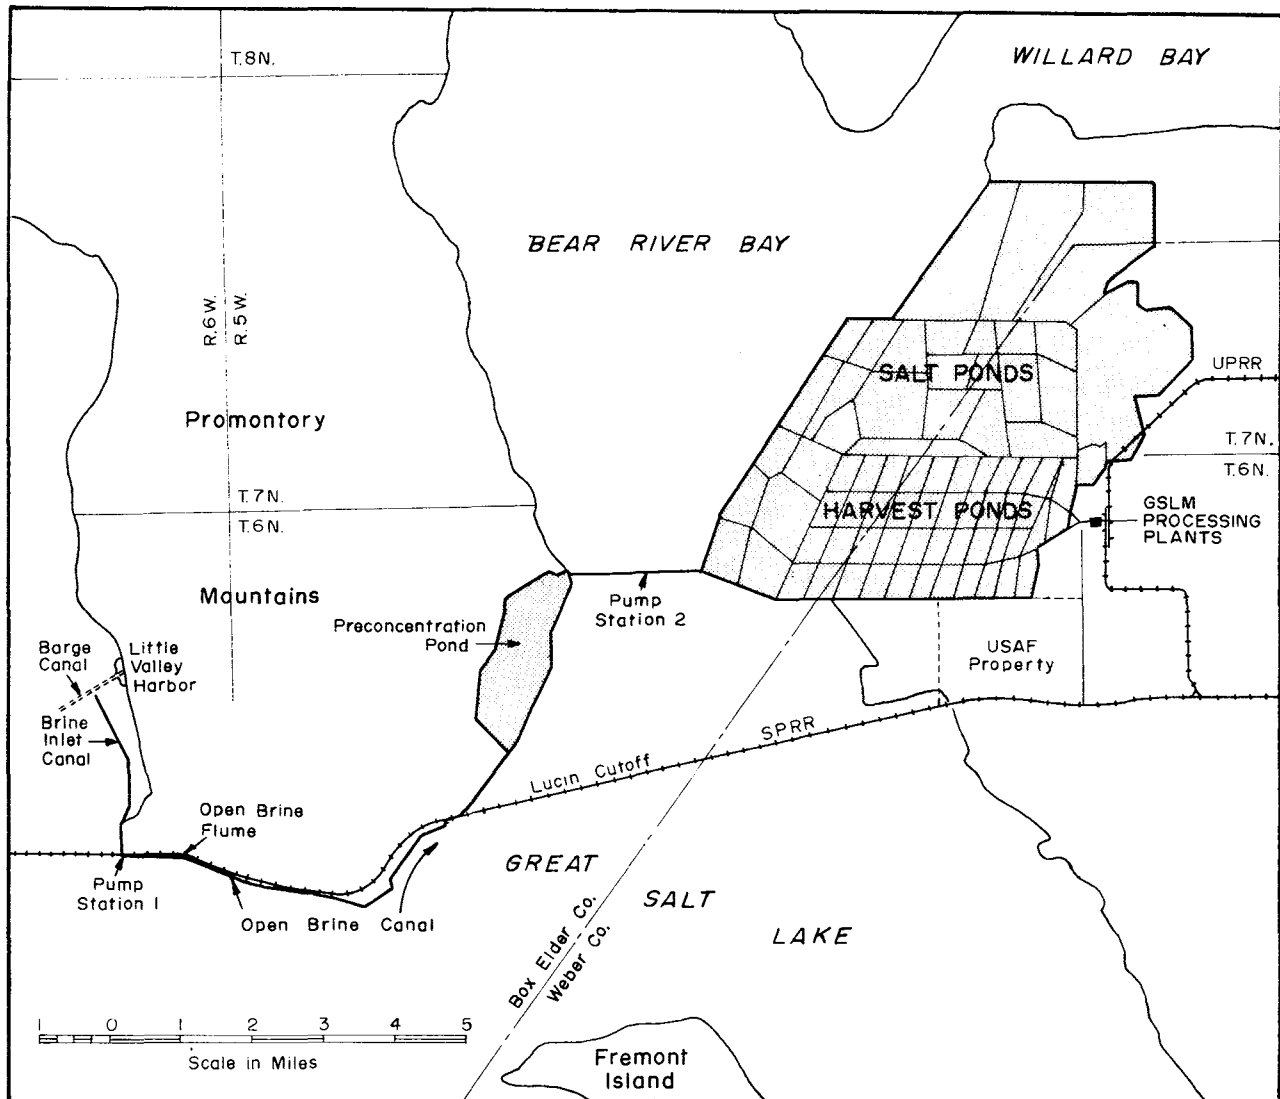 WILLARD BAY
T.8N.
BEAR RIVER BAY
R.6W.
R.5W.
UPRR
SALT PONDS
Promontory
T.7N.
T.6N.
T.7N.
T.6N.
HARVEST PONDS
GSLM
PROCESSING
PLANTS
Mountains
Pump
Station 2
Preconcentration
Pond
Barge
Canal
Little
Valley
Harbor
USAF
Property
Brine
Inlet
Canal
SPRR
Lucin Cutoff
Open Brine
Flume
GREAT
SALT
LAKE
Pump
Station 1
Open Brine Canal
Box Elder Co.
Weber Co.
1 0 1 2 3 4 5
Scale in Miles
Fremont
Island